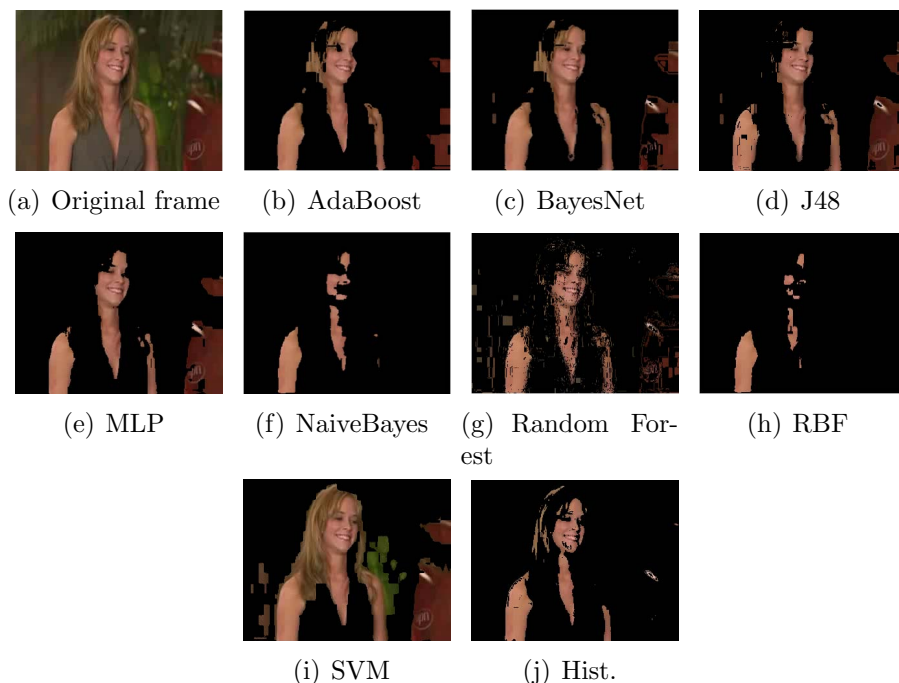 (a) Original frame
(b) AdaBoost
(c) BayesNet
(d) J48
(e) MLP
(f) NaiveBayes
(g) Random For-
est
(h) RBF
(i) SVM
(j) Hist.